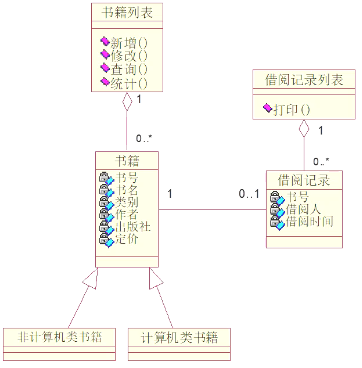 书籍列表
新增()
修改()
查询()
统计()
1
0..*
借阅记录列表
打印()
1
0..*
书籍
书号
书名
类别
作者
出版社
定价
1
0..1
借阅记录
书号
借阅人
借阅时间
非计算机类书籍
计算机类书籍